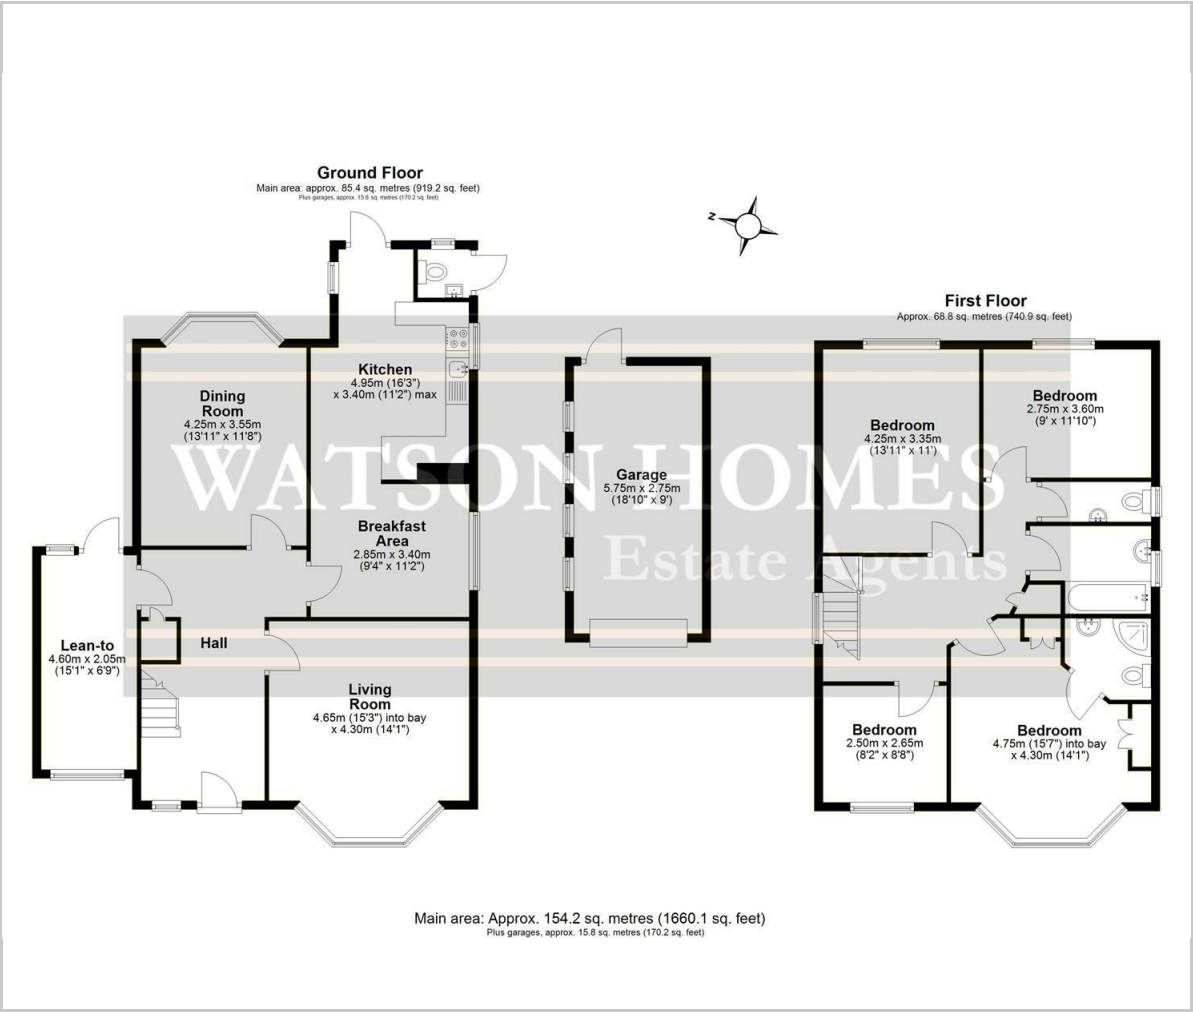 Ground Floor
Main area: approx. 85.4 sq. metres (919.2 sq. feet)
Plus garages, approx. 15.8 sq. metres (170.2 sq. feet)
N
First Floor
Approx. 68.8 sq. metres (740.9 sq. feet)
Kitchen
4.95m (16'3")
x 3.40m (11'2") max
Dining
Room
4.25m x 3.55m
(13'11" x 11'8")
Bedroom
2.75m x 3.60m
(9' x 11'10")
Bedroom
4.25m x 3.35m
(13'11" x 11')
WATSON HOMES
Estate Agents
Garage
5.75m x 2.75m
(18'10" x 9')
Breakfast
Area
2.85m x 3.40m
(9'4" x 11'2")
Lean-to
4.60m x 2.05m
(15'1" x 6'9")
Hall
Living
Room
4.65m (15'3") into bay
x 4.30m (14'1")
Bedroom
2.50m x 2.65m
(8'2" x 8'8")
Bedroom
4.75m (15'7") into bay
x 4.30m (14'1")
Main area: Approx. 154.2 sq. metres (1660.1 sq. feet)
Plus garages, approx. 15.8 sq. metres (170.2 sq. feet)